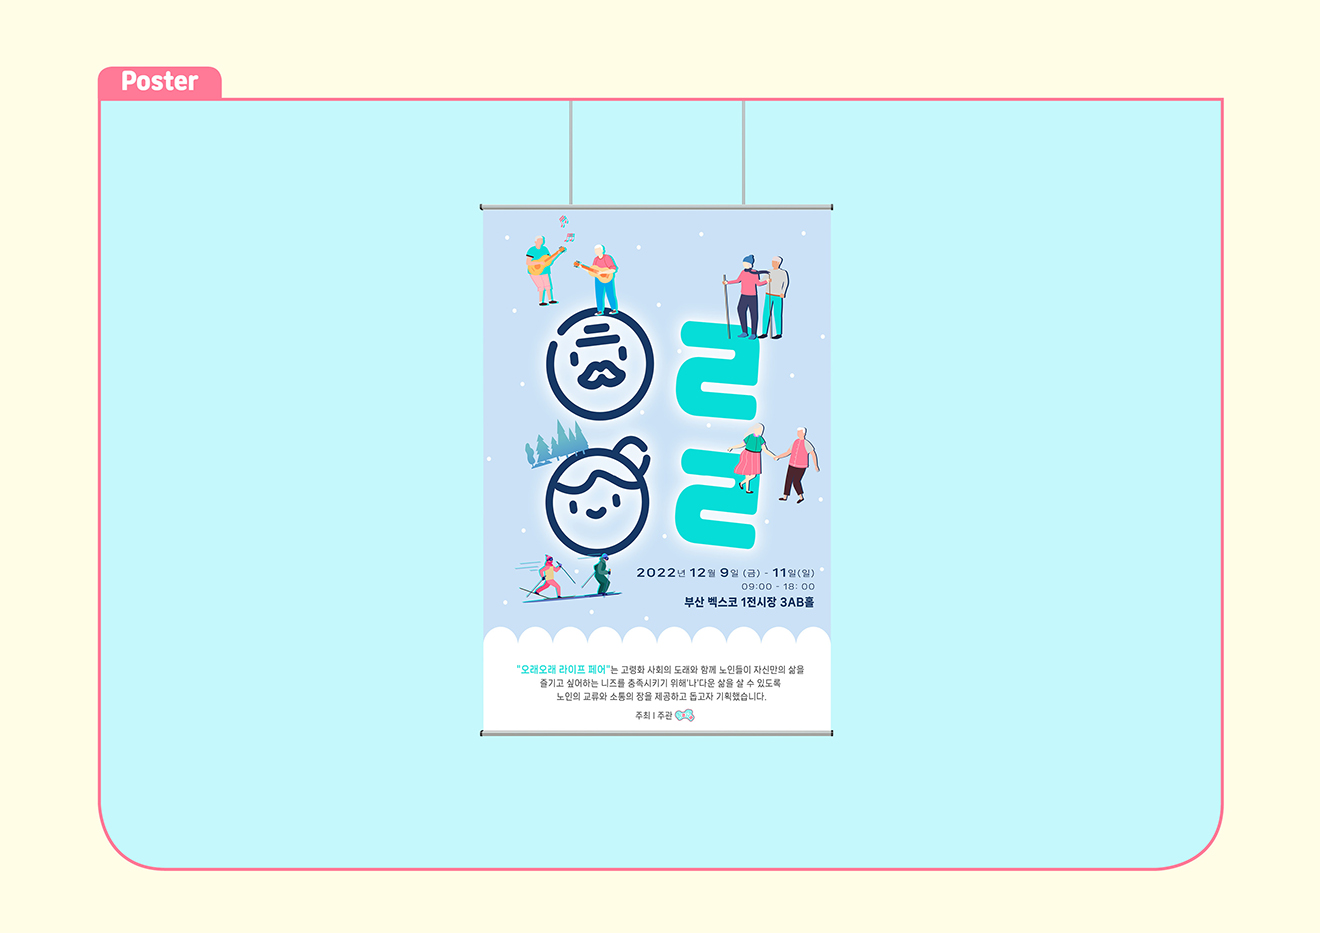 Poster
2022년 12월 9일 (금) - 11일(일)
09:00 - 18: 00
부산 벡스코 1전시장 3AB홀
"오래오래 라이프 페어"는 고령화 사회의 도래와 함께 노인들이 자신만의 삶을
즐기고 싶어하는 니즈를 충족시키기 위해'나'다운 삶을 살 수 있도록
노인의 교류와 소통의 장을 제공하고 돕고자 기획했습니다.
주최 I 주관